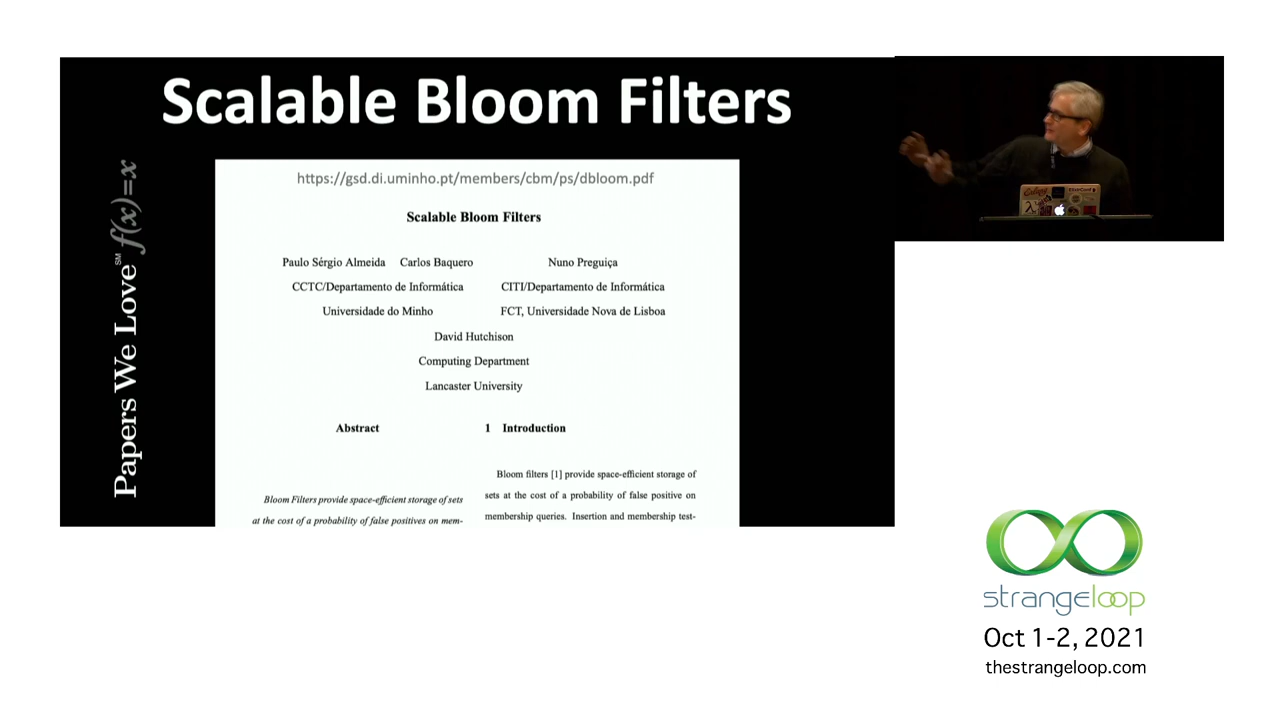 Scalable Bloom Filters
Papers We Love℠ f(x)=x
https://gsd.di.uminho.pt/members/cbm/ps/dbloom.pdf
Scalable Bloom Filters
Paulo Sérgio Almeida Carlos Baquero
Nuno Preguiça
CCTC/Departamento de Informática
CITI/Departamento de Informática
Universidade do Minho
FCT, Universidade Nova de Lisboa
David Hutchison
Computing Department
Lancaster University
Abstract
Bloom Filters provide space-efficient storage of sets
at the cost of a probability of false positives on mem-
1 Introduction
Bloom filters [1] provide space-efficient storage of
sets at the cost of a probability of false positive on
membership queries. Insertion and membership test-
strangeloop
Oct 1-2, 2021
thestrangeloop.com